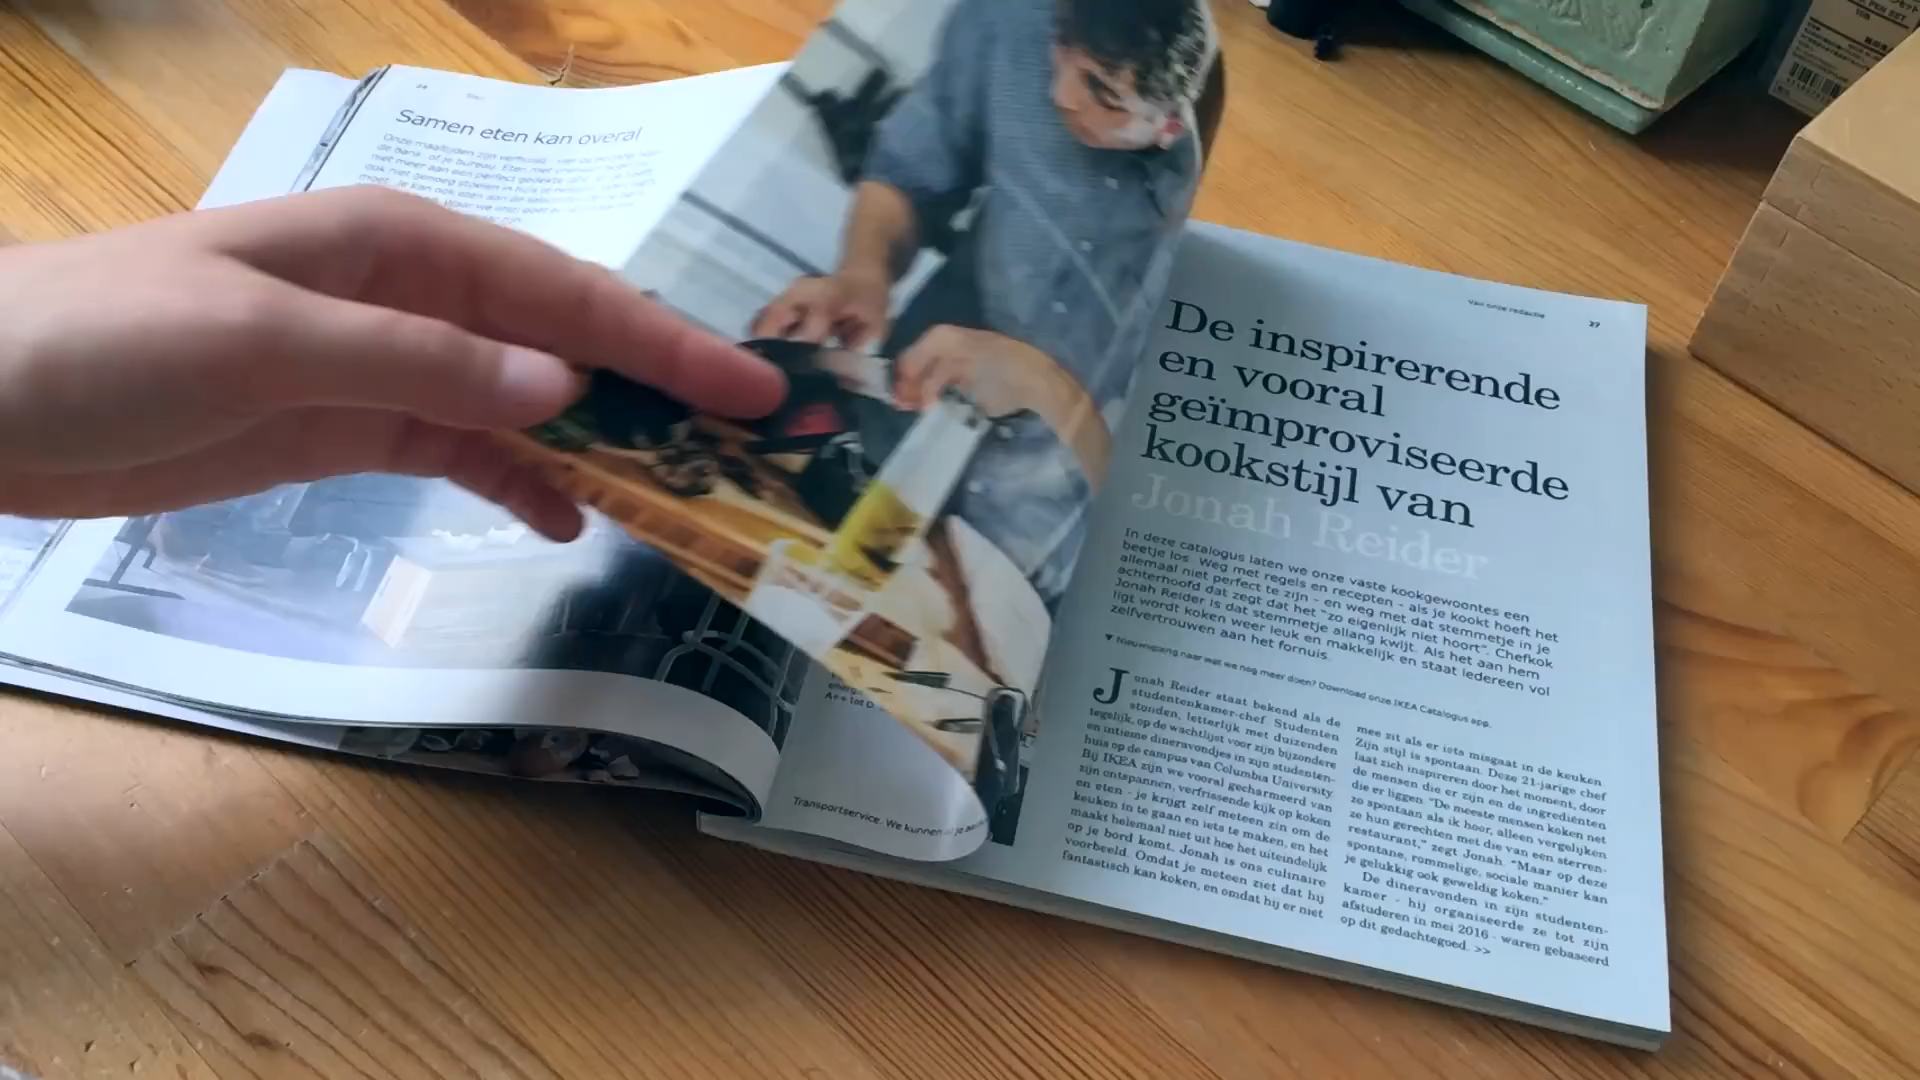 24
Samen eten kan overal
Van onze redactie
27
De inspirerende
en vooral
geïmproviseerde
kookstijl van
Jonah Reider
In deze catalogus laten we onze vaste kookgewoontes een
beetje los. Weg met regels en recepten - als je kookt hoeft het
allemaal niet perfect te zijn - en weg met dat stemmetje in je
achterhoofd dat zegt dat het "zo eigenlijk niet hoort". Chefkok
Jonah Reider is dat stemmetje allang kwijt. Als het aan hem
ligt wordt koken weer leuk en makkelijk en staat iedereen vol
zelfvertrouwen aan het fornuis.
▼ Nieuwsgierig naar wat we nog meer doen? Download onze IKEA Catalogus app.
Jonah Reider staat bekend als de
studentenkamer-chef. Studenten
stonden, letterlijk met duizenden
tegelijk, op de wachtlijst voor zijn bijzondere
en intieme dineravondjes in zijn studenten-
huis op de campus van Columbia University.
Bij IKEA zijn we vooral gecharmeerd van
zijn ontspannen, verfrissende kijk op koken
en eten - je krijgt zelf meteen zin om de
keuken in te gaan en iets te maken, en het
maakt helemaal niet uit hoe het uiteindelijk
op je bord komt. Jonah is ons culinaire
voorbeeld. Omdat je meteen ziet dat hij
fantastisch kan koken, en omdat hij er niet
mee zit als er iets misgaat in de keuken
Zijn stijl is spontaan. Deze 21-jarige chef
laat zich inspireren door het moment, door
de mensen die er zijn en de ingrediënten
die er liggen. "De meeste mensen koken net
zo spontaan als ik hoor, alleen vergelijken
ze hun gerechten met die van een sterren-
restaurant," zegt Jonah. "Maar op deze
spontane, rommelige, sociale manier kan
je gelukkig ook geweldig koken."
De dineravonden in zijn studenten-
kamer - hij organiseerde ze tot zijn
afstuderen in mei 2016 - waren gebaseerd
op dit gedachtegoed. >>
A++ tot D
Transportservice. We kunnen
PEN SET